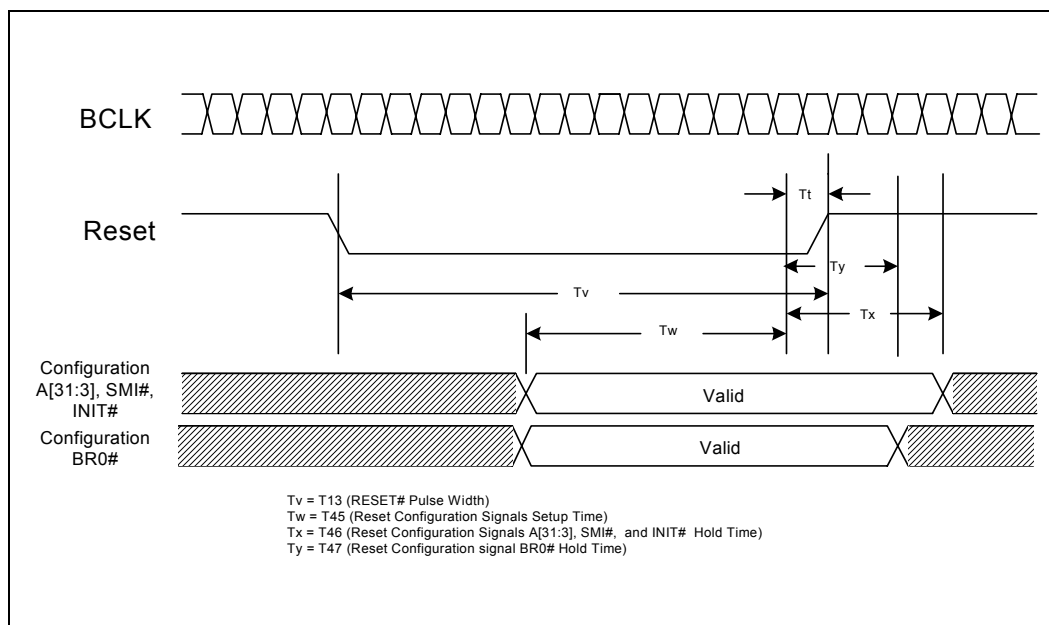 BCLK
Tt
Reset
Ty
Tv
Tx
Tw
Configuration
A[31:3], SMI#,
INIT#
Valid
Configuration
BR0#
Valid
Tv = T13 (RESET# Pulse Width)
Tw = T45 (Reset Configuration Signals Setup Time)
Tx = T46 (Reset Configuration Signals A[31:3], SMI#, and INIT# Hold Time)
Ty = T47 (Reset Configuration signal BR0# Hold Time)